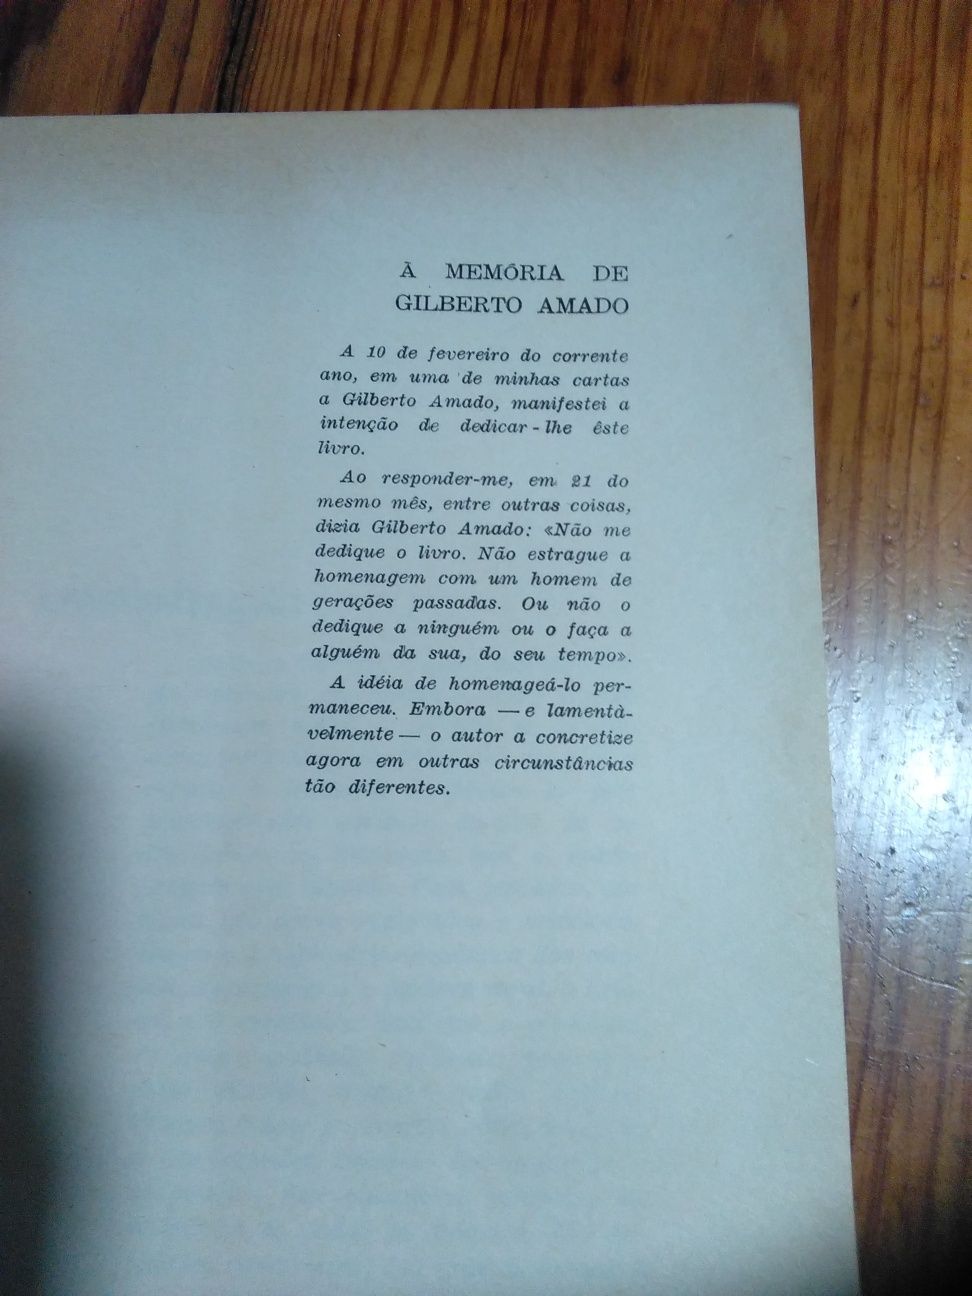 À MEMÓRIA DE
GILBERTO AMADO
A 10 de fevereiro do corrente
ano, em uma de minhas cartas
a Gilberto Amado, manifestei a
intenção de dedicar-lhe êste
livro.
Ao responder-me, em 21 do
mesmo mês, entre outras coisas,
dizia Gilberto Amado: «Não me
dedique o livro. Não estrague a
homenagem com um homem de
gerações passadas. Ou não o
dedique a ninguém ou o faça a
alguém da sua, do seu tempo».
A idéia de homenageá-lo per-
maneceu. Embora — e lamentà-
velmente — o autor a concretize
agora em outras circunstâncias
tão diferentes.